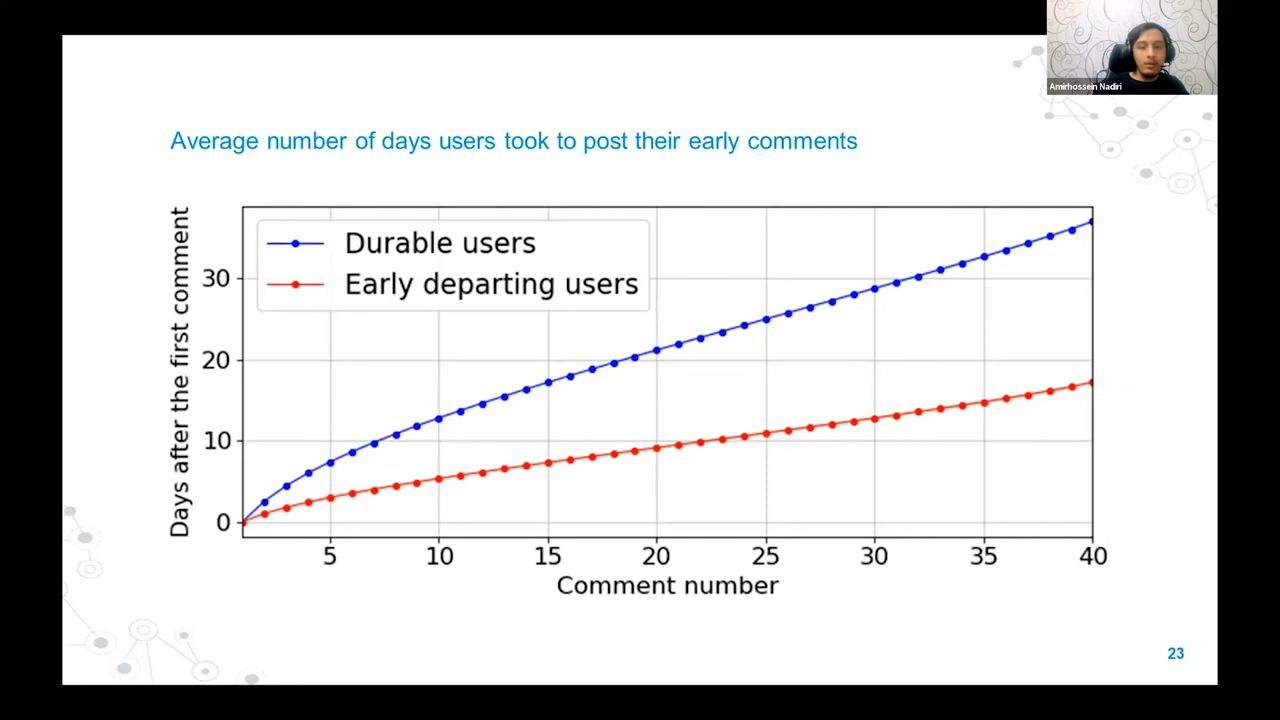 Amirhossein Nadiri
Average number of days users took to post their early comments
Days after the first comment
Durable users
Early departing users
30
20
10
0
5 10 15 20 25 30 35 40
Comment number
23